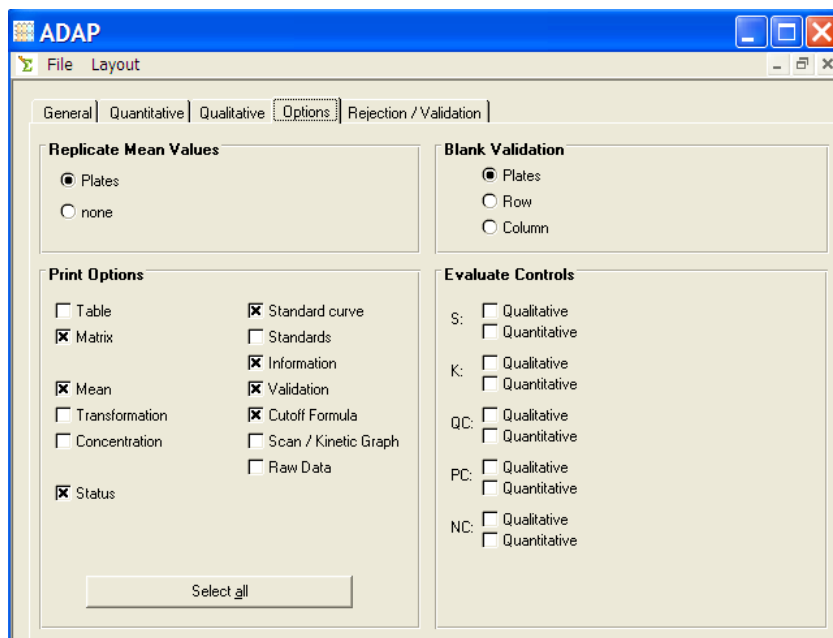 ADAP
File Layout
General Quantitative Qualitative Options Rejection / Validation
Replicate Mean Values
Plates
none
Blank Validation
Plates
Row
Column
Print Options
Table
Matrix
Mean
Transformation
Concentration
Status
Standard curve
Standards
Information
Validation
Cutoff Formula
Scan / Kinetic Graph
Raw Data
Select all
Evaluate Controls
S: Qualitative
Quantitative
K: Qualitative
Quantitative
QC: Qualitative
Quantitative
PC: Qualitative
Quantitative
NC: Qualitative
Quantitative